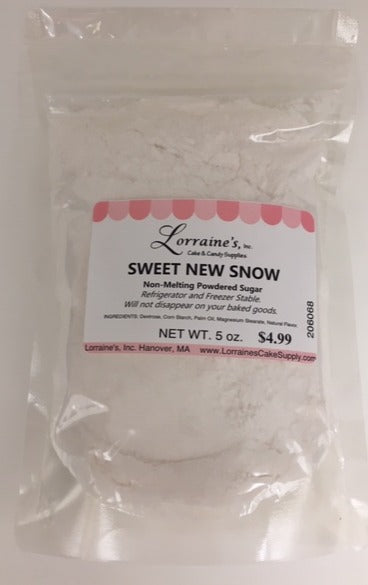 Lorraine's, Inc.
Cake & Candy Supplies
SWEET NEW SNOW
Non-Melting Powdered Sugar
Refrigerator and Freezer Stable.
Will not disappear on your baked goods.
INGREDIENTS: Dextrose, Corn Starch, Palm Oil, Magnesium Stearate, Natural Flavor.
NET WT. 5 oz. $4.99
206068
Lorraine's, Inc. Hanover, MA www.LorrainesCakeSupply.com